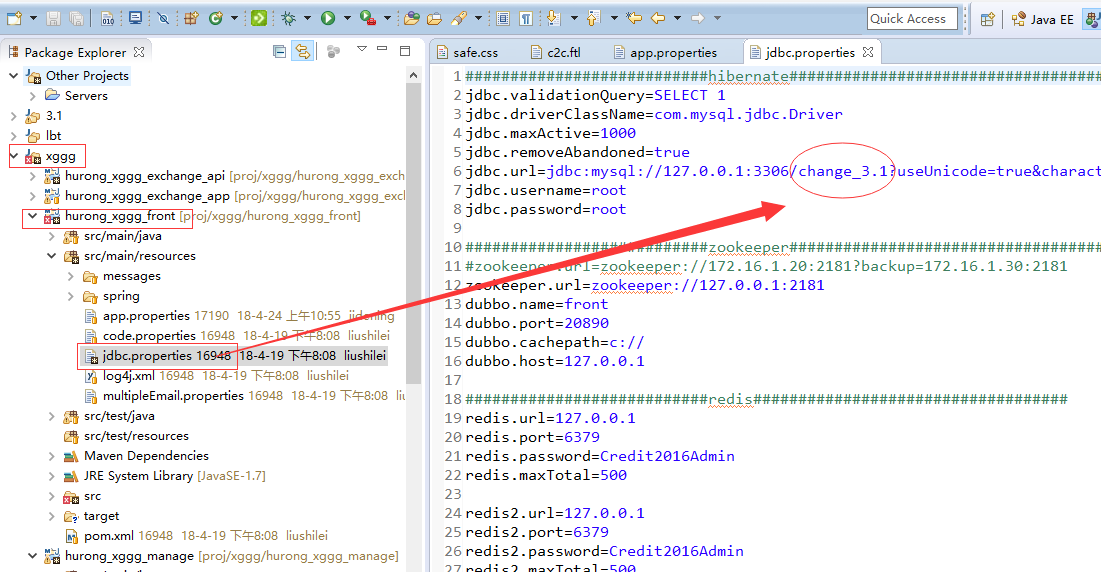 Quick Access
Java EE
Package Explorer
safe.css
c2c.ftl
app.properties
jdbc.properties
Other Projects
Servers
3.1
lbt
xggg
hurong_xggg_exchange_api [proj/xggg/hurong_xggg_exch
hurong_xggg_exchange_app [proj/xggg/hurong_xggg_exc
hurong_xggg_front [proj/xggg/hurong_xggg_front]
src/main/java
src/main/resources
messages
spring
app.properties 17190 18-4-24 上午10:55 jidening
code.properties 16948 18-4-19 下午8:08 liushilei
jdbc.properties 16948 18-4-19 下午8:08 liushilei
log4j.xml 16948 18-4-19 下午8:08 liushilei
multipleEmail.properties 16948 18-4-19 下午8:08 liu
src/test/java
src/test/resources
Maven Dependencies
JRE System Library [JavaSE-1.7]
src
target
pom.xml 16948 18-4-19 下午8:08 liushilei
hurong_xggg_manage [proj/xggg/hurong_xggg_manage]
1 ###########################hibernate###################################
2 jdbc.validationQuery=SELECT 1
3 jdbc.driverClassName=com.mysql.jdbc.Driver
4 jdbc.maxActive=1000
5 jdbc.removeAbandoned=true
6 jdbc.url=jdbc:mysql://127.0.0.1:3306/change_3.1?useUnicode=true&charact
7 jdbc.username=root
8 jdbc.password=root
9
10 ###########################zookeeper###################################
11 #zookeeper.url=zookeeper://172.16.1.20:2181?backup=172.16.1.30:2181
12 zookeeper.url=zookeeper://127.0.0.1:2181
13 dubbo.name=front
14 dubbo.port=20890
15 dubbo.cachepath=c://
16 dubbo.host=127.0.0.1
17
18 ###########################redis###################################
19 redis.url=127.0.0.1
20 redis.port=6379
21 redis.password=Credit2016Admin
22 redis.maxTotal=500
23
24 redis2.url=127.0.0.1
25 redis2.port=6379
26 redis2.password=Credit2016Admin
27 redis2.maxTotal=500